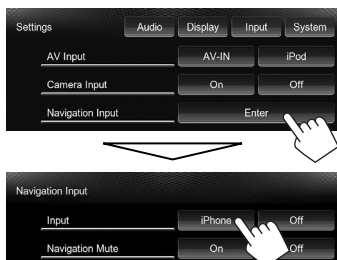 Settings Audio Display Input System
AV Input AV-IN iPod
Camera Input On Off
Navigation Input Enter
Navigation Input
Input iPhone Off
Navigation Mute On Off